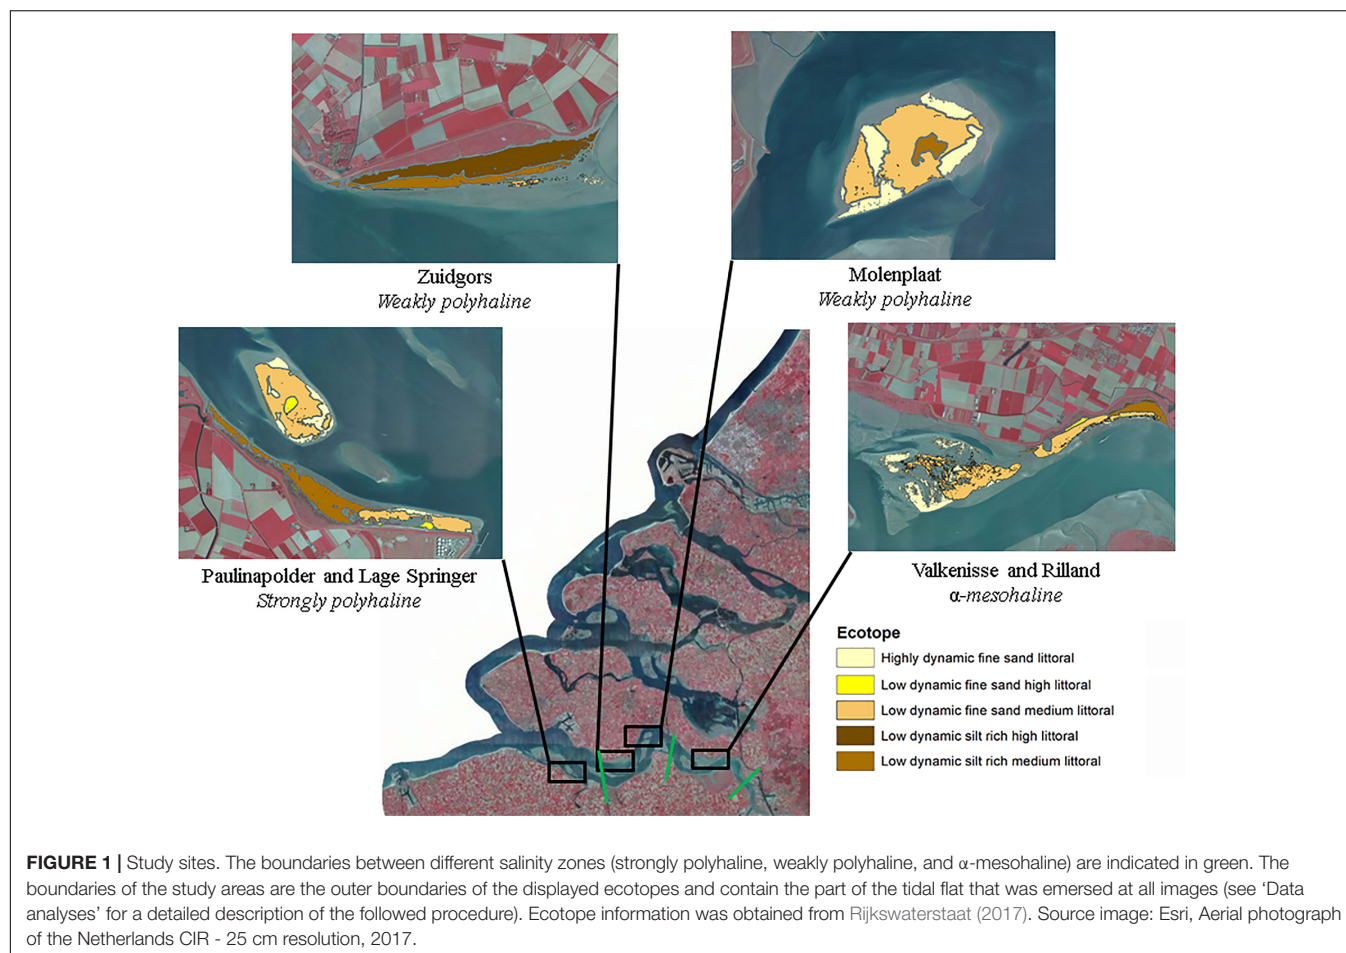 Zuidgors
Weakly polyhaline
Molenplaat
Weakly polyhaline
Paulinapolder and Lage Springer
Strongly polyhaline
Valkenisse and Rilland
α-mesohaline
Ecotope
Highly dynamic fine sand littoral
Low dynamic fine sand high littoral
Low dynamic fine sand medium littoral
Low dynamic silt rich high littoral
Low dynamic silt rich medium littoral
FIGURE 1 | Study sites. The boundaries between different salinity zones (strongly polyhaline, weakly polyhaline, and α-mesohaline) are indicated in green. The
boundaries of the study areas are the outer boundaries of the displayed ecotopes and contain the part of the tidal flat that was emersed at all images (see ‘Data
analyses’ for a detailed description of the followed procedure). Ecotope information was obtained from Rijkswaterstaat (2017). Source image: Esri, Aerial photograph
of the Netherlands CIR - 25 cm resolution, 2017.